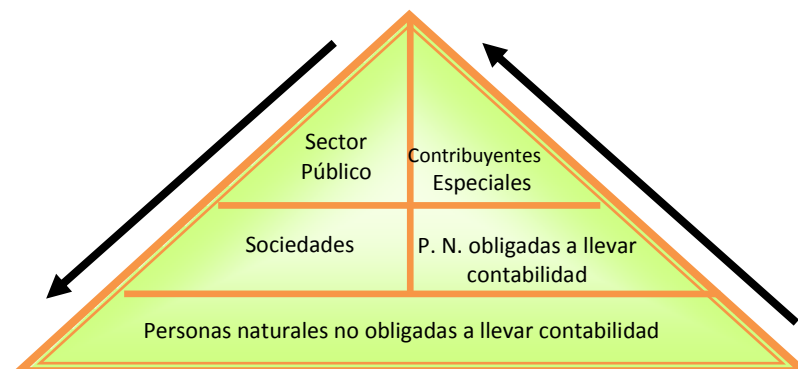 Sector
Público
Contribuyentes
Especiales
Sociedades
P. N. obligadas a llevar
contabilidad
Personas naturales no obligadas a llevar contabilidad